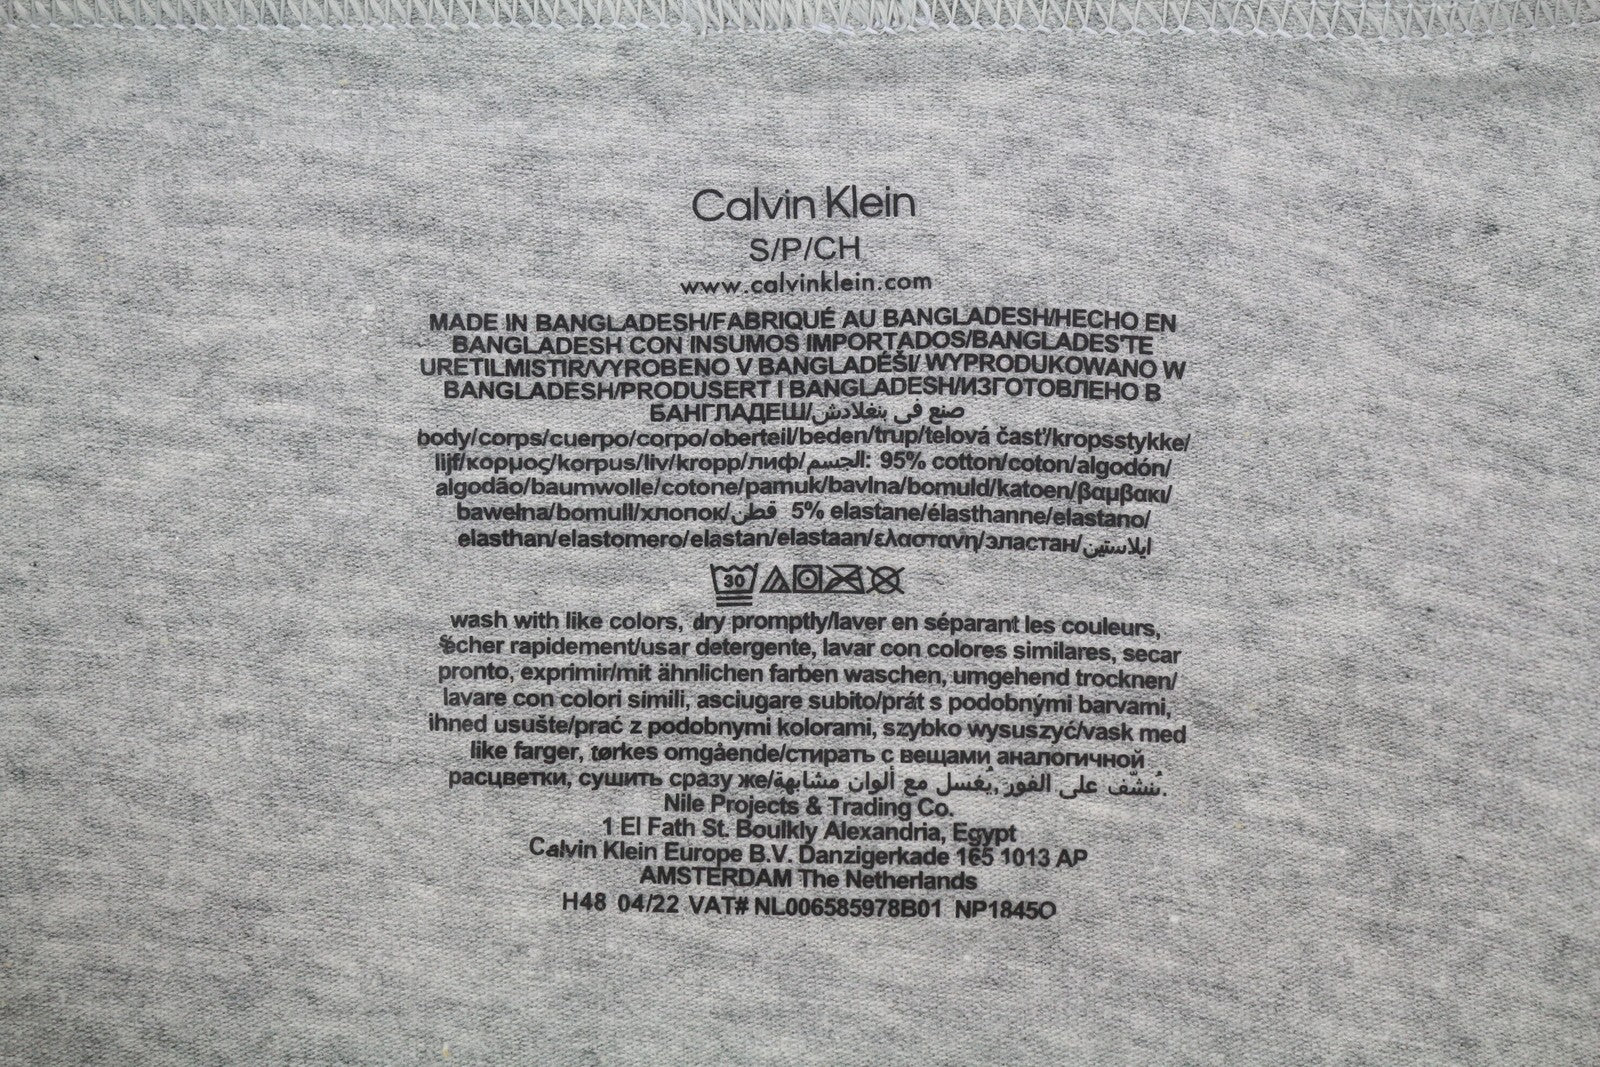 Calvin Klein
S/P/CH
www.calvinklein.com
MADE IN BANGLADESH/FABRIQUÉ AU BANGLADESH/HECHO EN
BANGLADESH CON INSUMOS IMPORTADOS/BANGLADES'TE
URETILMISTIR/VYROBENO V BANGLADÉŠI/ WYPRODUKOWANO W
BANGLADESH/PRODUSERT I BANGLADESH/ИЗГОТОВЛЕНО В
БАНГЛАДЕШ/صنع في بنغلادش
body/corps/cuerpo/corpo/oberteil/beden/trup/telová časť/kropsstykke/
lijf/κορμος/korpus/liv/kropp/лиф/الجسم: 95% cotton/coton/algodón/
algodão/baumwolle/cotone/pamuk/bavlna/bomuld/katoen/βαμβακι/
bawełna/bomull/хлопок/قطن 5% elastane/élasthanne/elastano/
elasthan/elastomero/elastan/elastaan/ελαστανη/эластан/ايلاستين
30
wash with like colors, dry promptly/laver en séparant les couleurs,
cher rapidement/usar detergente, lavar con colores similares, secar
pronto, exprimir/mit ähnlichen farben waschen, umgehend trocknen/
lavare con colori simili, asciugare subito/prát s podobnými barvami,
ihned usušte/prać z podobnymi kolorami, szybko wysuszyć/vask med
like farger, tørkes omgående/стирать с вещами аналогичной
расцветки, сушить сразу же/يُغسل مع ألوان مشابهة, يُنشّف على الفور.
Nile Projects & Trading Co.
1 El Fath St. Boulkly Alexandria, Egypt
Calvin Klein Europe B.V. Danzigerkade 165 1013 AP
AMSTERDAM The Netherlands
H48 04/22 VAT# NL006585978B01 NP1845O